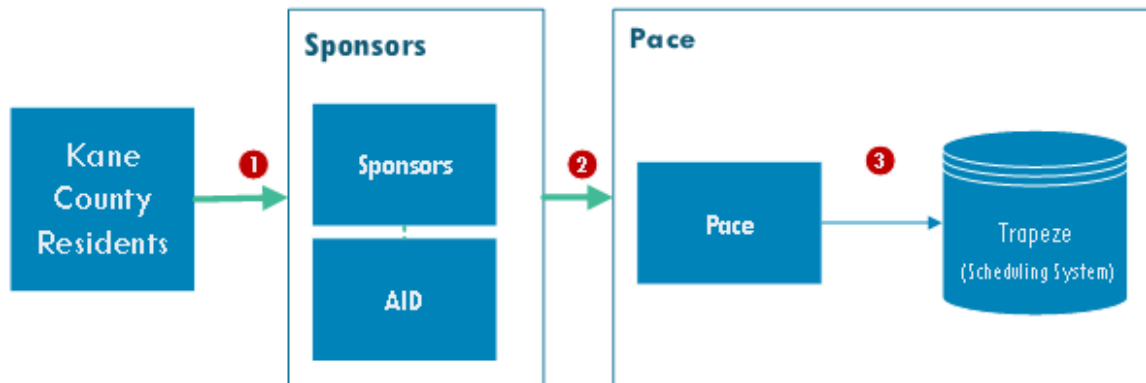 Sponsors
Pace
Kane
County
Residents
1
Sponsors
AID
2
Pace
3
Trapeze
(Scheduling System)